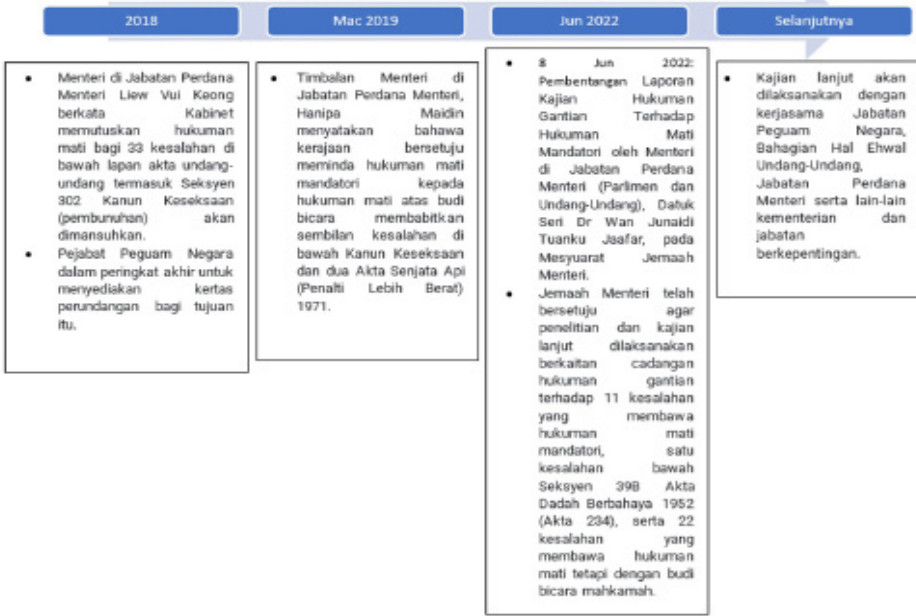 2018
Menteri di Jabatan Perdana
Menteri Liew Vui Keong
berkata Kabinet
memutuskan hukuman
mati bagi 33 kesalahan di
bawah lapan akta undang-
undang termasuk Seksyen
302 Kanun Keseksaan
(pembunuhan) akan
dimansuhkan.
Pejabat Peguam Negara
dalam peringkat akhir untuk
menyediakan kertas
perundangan bagi tujuan
itu.
Mac 2019
Timbalan Menteri di
Jabatan Perdana Menteri,
Hanipa Maidin
menyatakan bahawa
kerajaan bersetuju
meminda hukuman mati
mandatori kepada
hukuman mati atas budi
bicara membabitkan
sembilan kesalahan di
bawah Kanun Keseksaan
dan dua Akta Senjata Api
(Penalti Lebih Berat)
1971.
Jun 2022
8 Jun 2022:
Pembentangan Laporan
Kajian Hukuman
Gantian Terhadap
Hukuman Mati
Mandatori oleh Menteri
di Jabatan Perdana
Menteri (Parlimen dan
Undang-Undang), Datuk
Seri Dr Wan Junaidi
Tuanku Jaafar, pada
Mesyuarat Jemaah
Menteri.
Jemaah Menteri telah
bersetuju agar
penelitian dan kajian
lanjut dilaksanakan
berkaitan cadangan
hukuman gantian
terhadap 11 kesalahan
yang membawa
hukuman mati
mandatori, satu
kesalahan bawah
Seksyen 39B Akta
Dadah Berbahaya 1952
(Akta 234), serta 22
kesalahan yang
membawa hukuman
mati tetapi dengan budi
bicara mahkamah.
Selanjutnya
Kajian lanjut akan
dilaksanakan dengan
kerjasama Jabatan
Peguam Negara,
Bahagian Hal Ehwal
Undang-Undang,
Jabatan Perdana
Menteri serta lain-lain
kementerian dan
jabatan
berkepentingan.